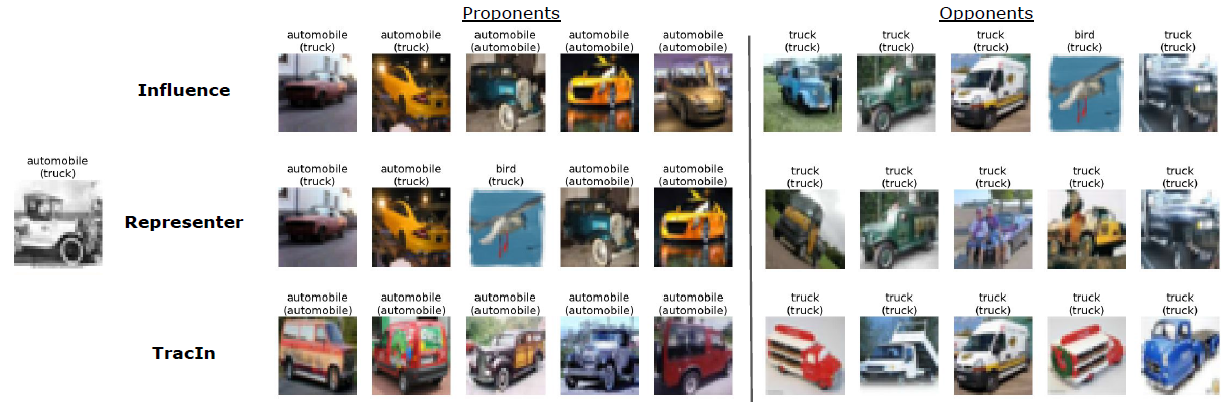 Proponents
Opponents
automobile
(truck)
automobile
(truck)
automobile
(automobile)
automobile
(automobile)
automobile
(automobile)
truck
(truck)
truck
(truck)
truck
(truck)
bird
(truck)
truck
(truck)
Influence
automobile
(truck)
automobile
(truck)
automobile
(truck)
bird
(truck)
automobile
(automobile)
automobile
(automobile)
truck
(truck)
truck
(truck)
truck
(truck)
truck
(truck)
truck
(truck)
Representer
automobile
(automobile)
automobile
(automobile)
automobile
(automobile)
automobile
(automobile)
automobile
(automobile)
truck
(truck)
truck
(truck)
truck
(truck)
truck
(truck)
truck
(truck)
TracIn